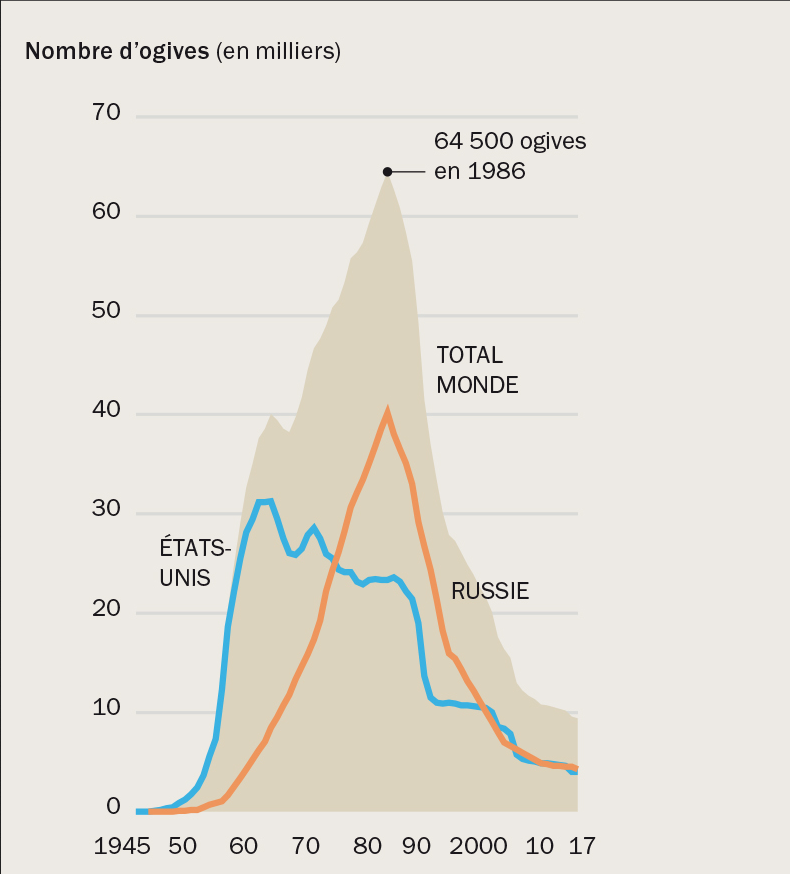 Nombre d’ogives (en milliers)
70
64 500 ogives
en 1986
60
50
TOTAL
MONDE
40
30
ÉTATS-
UNIS
RUSSIE
20
10
0
1945 50 60 70 80 90 2000 10 17